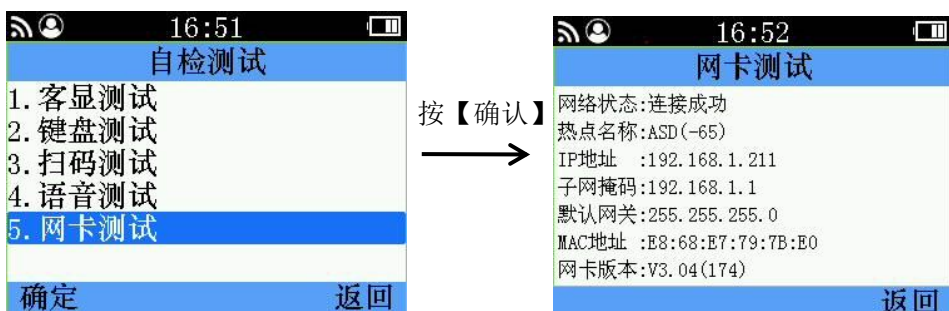 16:51
自检测试
1.客显测试
2.键盘测试
3.扫码测试
4.语音测试
5.网卡测试
确定 返回
按【确认】
16:52
网卡测试
网络状态:连接成功
热点名称:ASD(-65)
IP地址 :192.168.1.211
子网掩码:192.168.1.1
默认网关:255.255.255.0
MAC地址 :E8:68:E7:79:7B:E0
网卡版本:V3.04(174)
返回